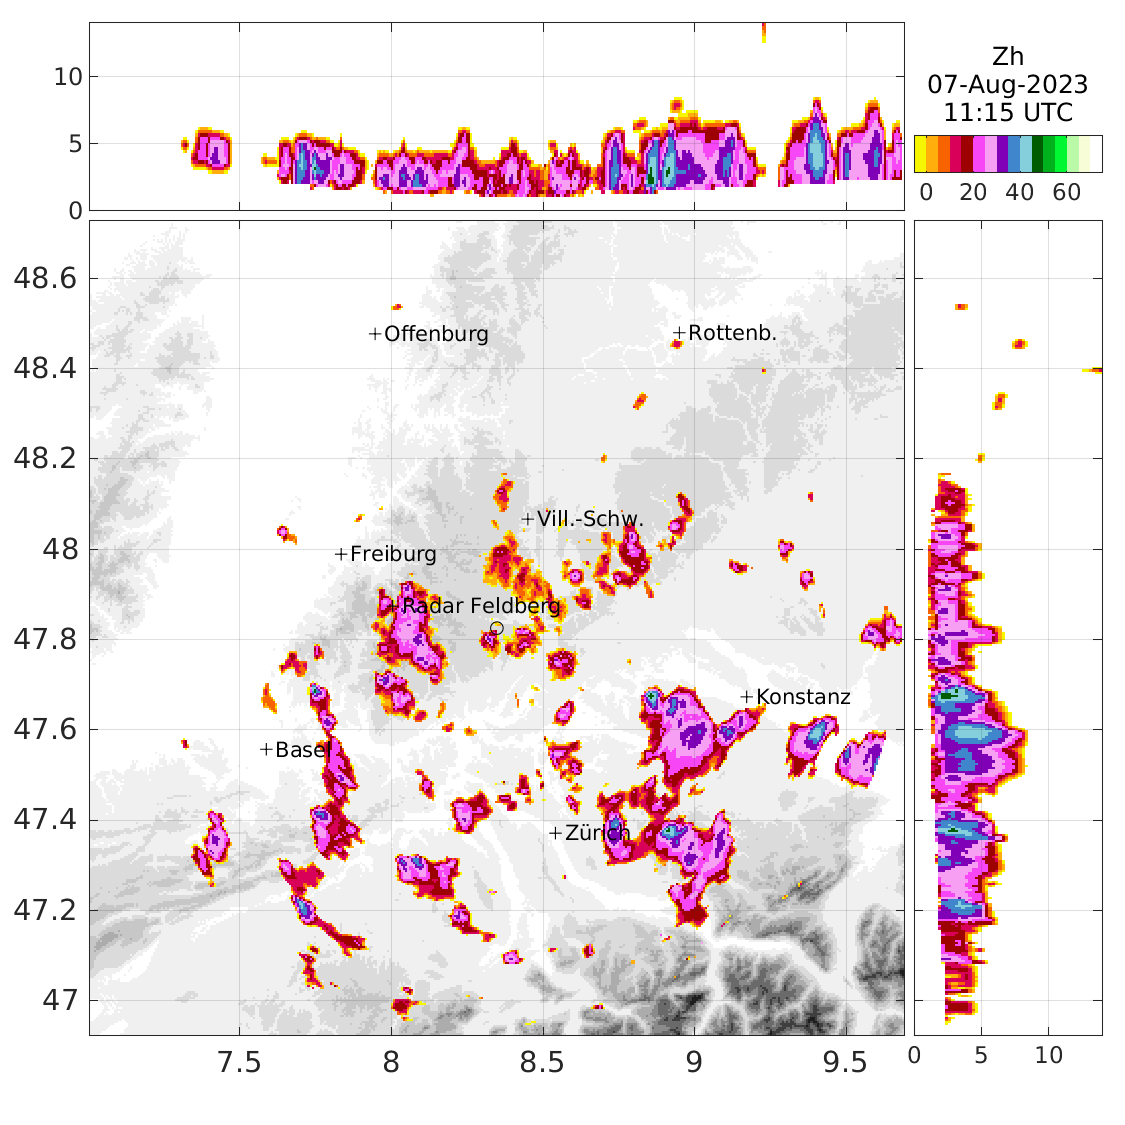 10
5
0
Zh
07-Aug-2023
11:15 UTC
0 20 40 60
48.6
48.4
48.2
48
47.8
47.6
47.4
47.2
47
+Offenburg
+Rottenb.
+Vill.-Schw.
+Freiburg
+Radar Feldberg
+Konstanz
+Basel
+Zürich
7.5 8 8.5 9 9.5
0 5 10